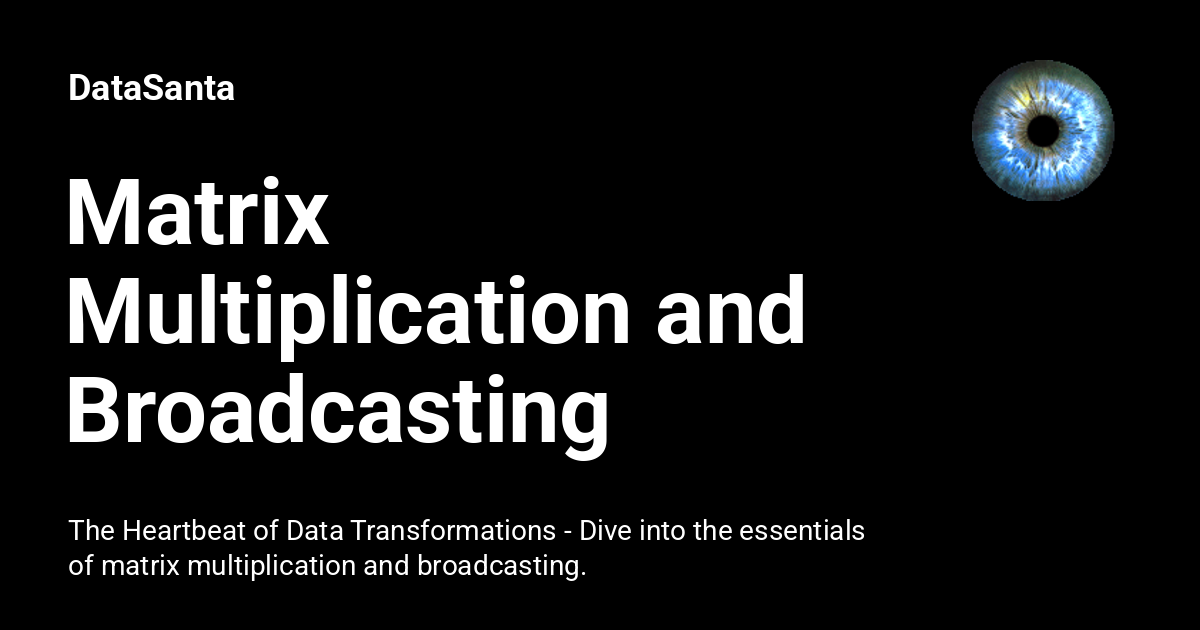 DataSanta
Matrix
Multiplication and
Broadcasting
The Heartbeat of Data Transformations - Dive into the essentials
of matrix multiplication and broadcasting.